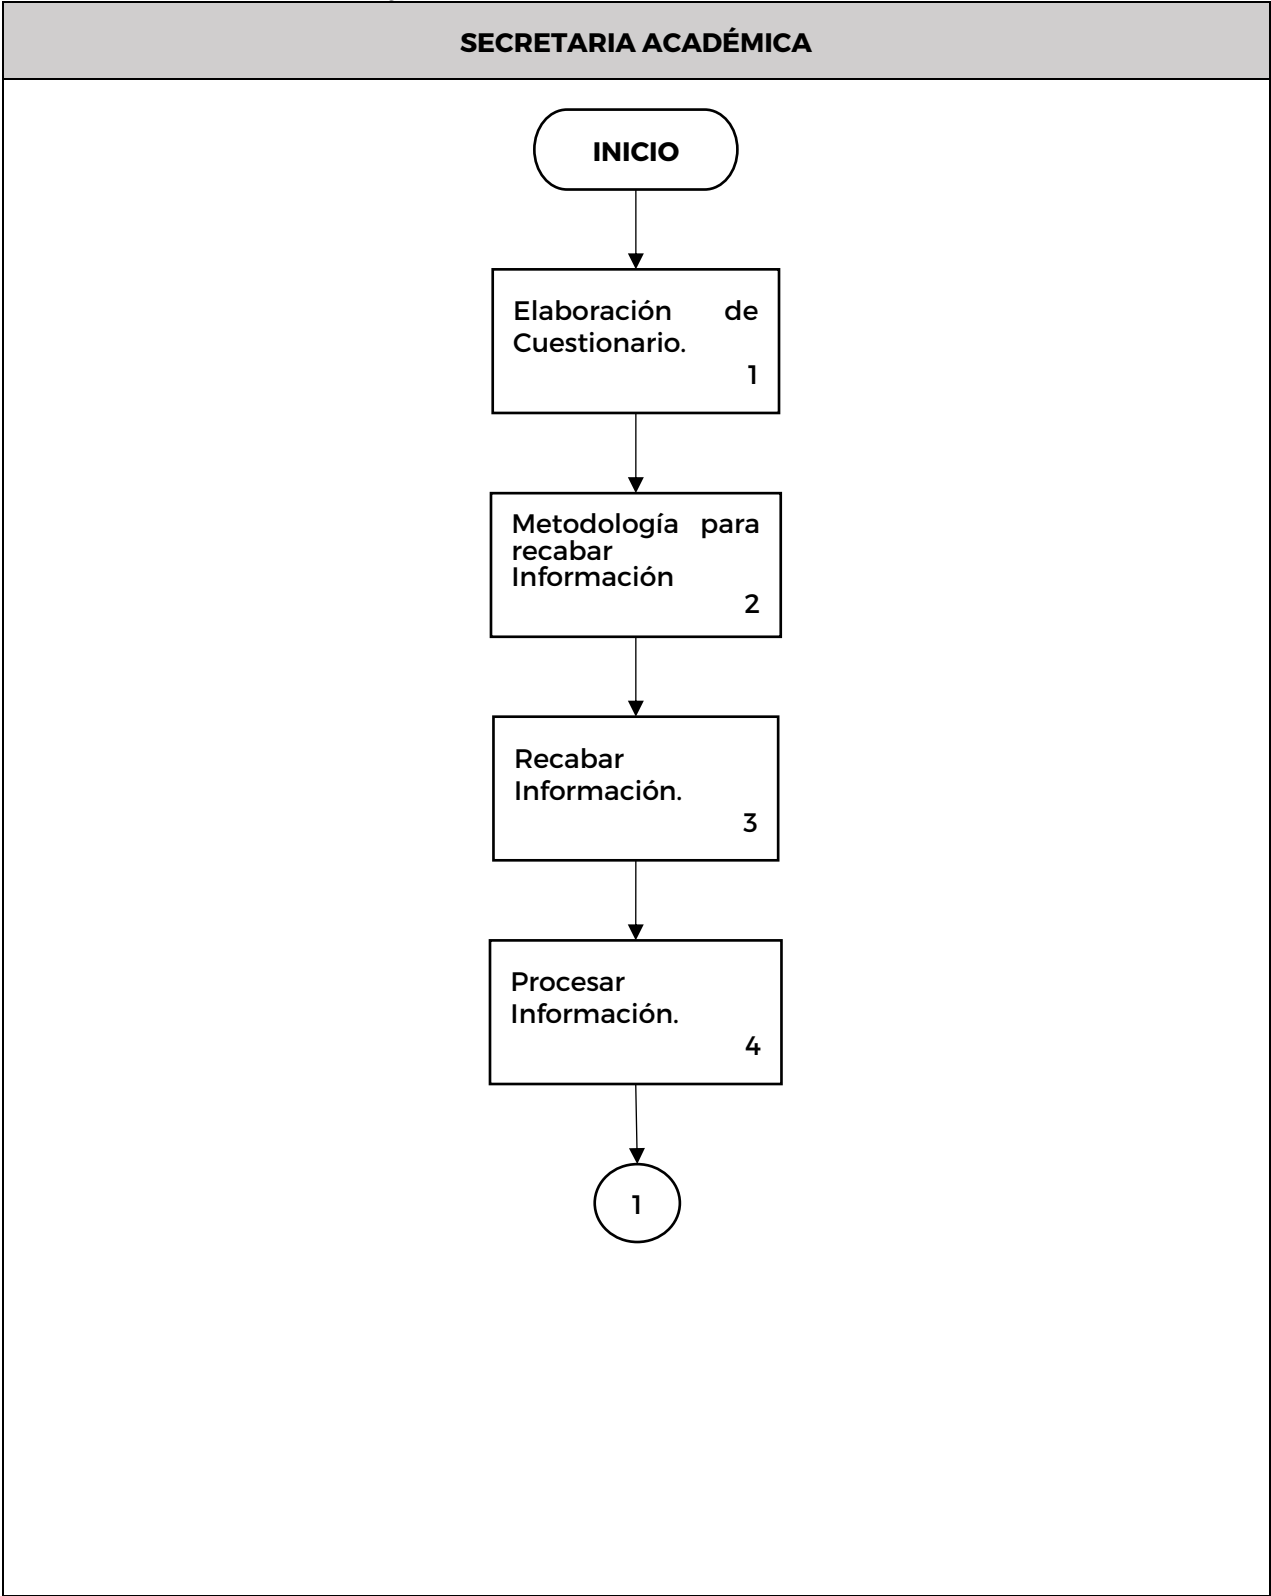 SECRETARIA ACADÉMICA
INICIO
Elaboración de
Cuestionario.
1
Metodología para
recabar
Información
2
Recabar
Información.
3
Procesar
Información.
4
1